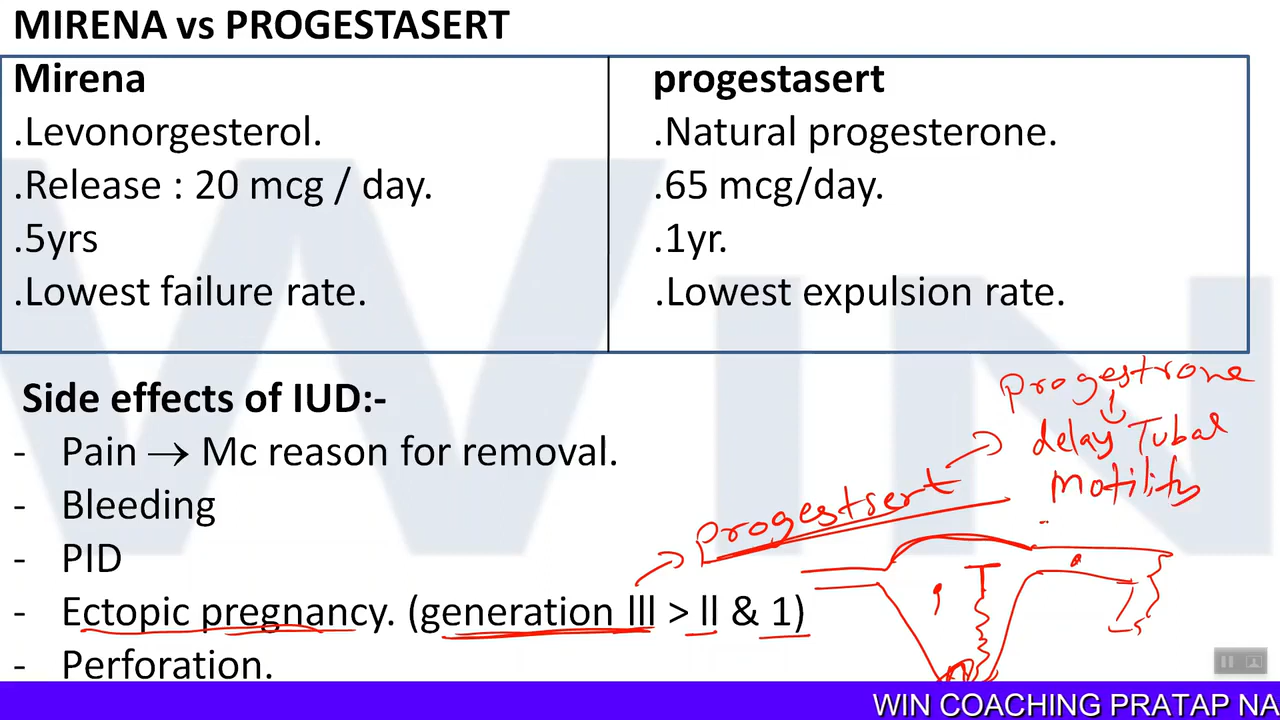 MIRENA vs PROGESTASERT
Mirena
.Levonorgesterol.
.Release : 20 mcg / day.
.5yrs
.Lowest failure rate.
progestasert
.Natural progesterone.
.65 mcg/day.
.1yr.
.Lowest expulsion rate.
Side effects of IUD:-
- Pain → Mc reason for removal.
- Bleeding
- PID
- Ectopic pregnancy. (generation III > II & 1)
- Perforation.
progestsert
progestrone
delay Tubal
motility
WIN COACHING PRATAP NA
WIN